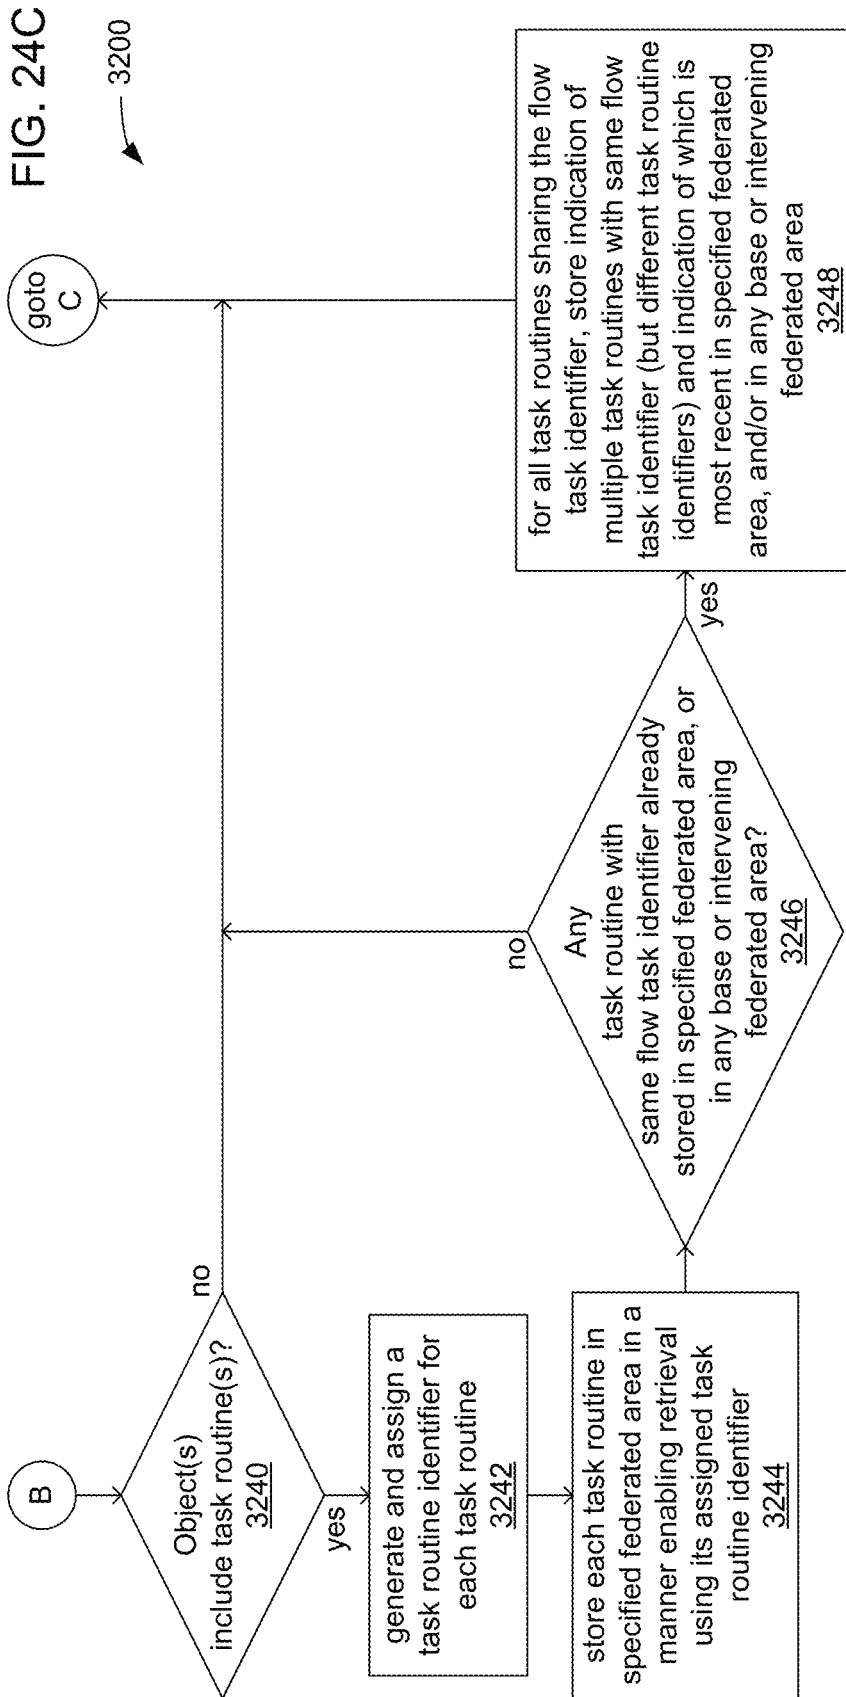 FIG. 24C
3200
B
Object(s)
include task routine(s)?
3240
no
yes
generate and assign a
task routine identifier for
each task routine
3242
store each task routine in
specified federated area in a
manner enabling retrieval
using its assigned task
routine identifier
3244
Any
task routine with
same flow task identifier already
stored in specified federated area, or
in any base or intervening
federated area?
3246
no
yes
for all task routines sharing the flow
task identifier, store indication of
multiple task routines with same flow
task identifier (but different task routine
identifiers) and indication of which is
most recent in specified federated
area, and/or in any base or intervening
federated area
3248
goto
C